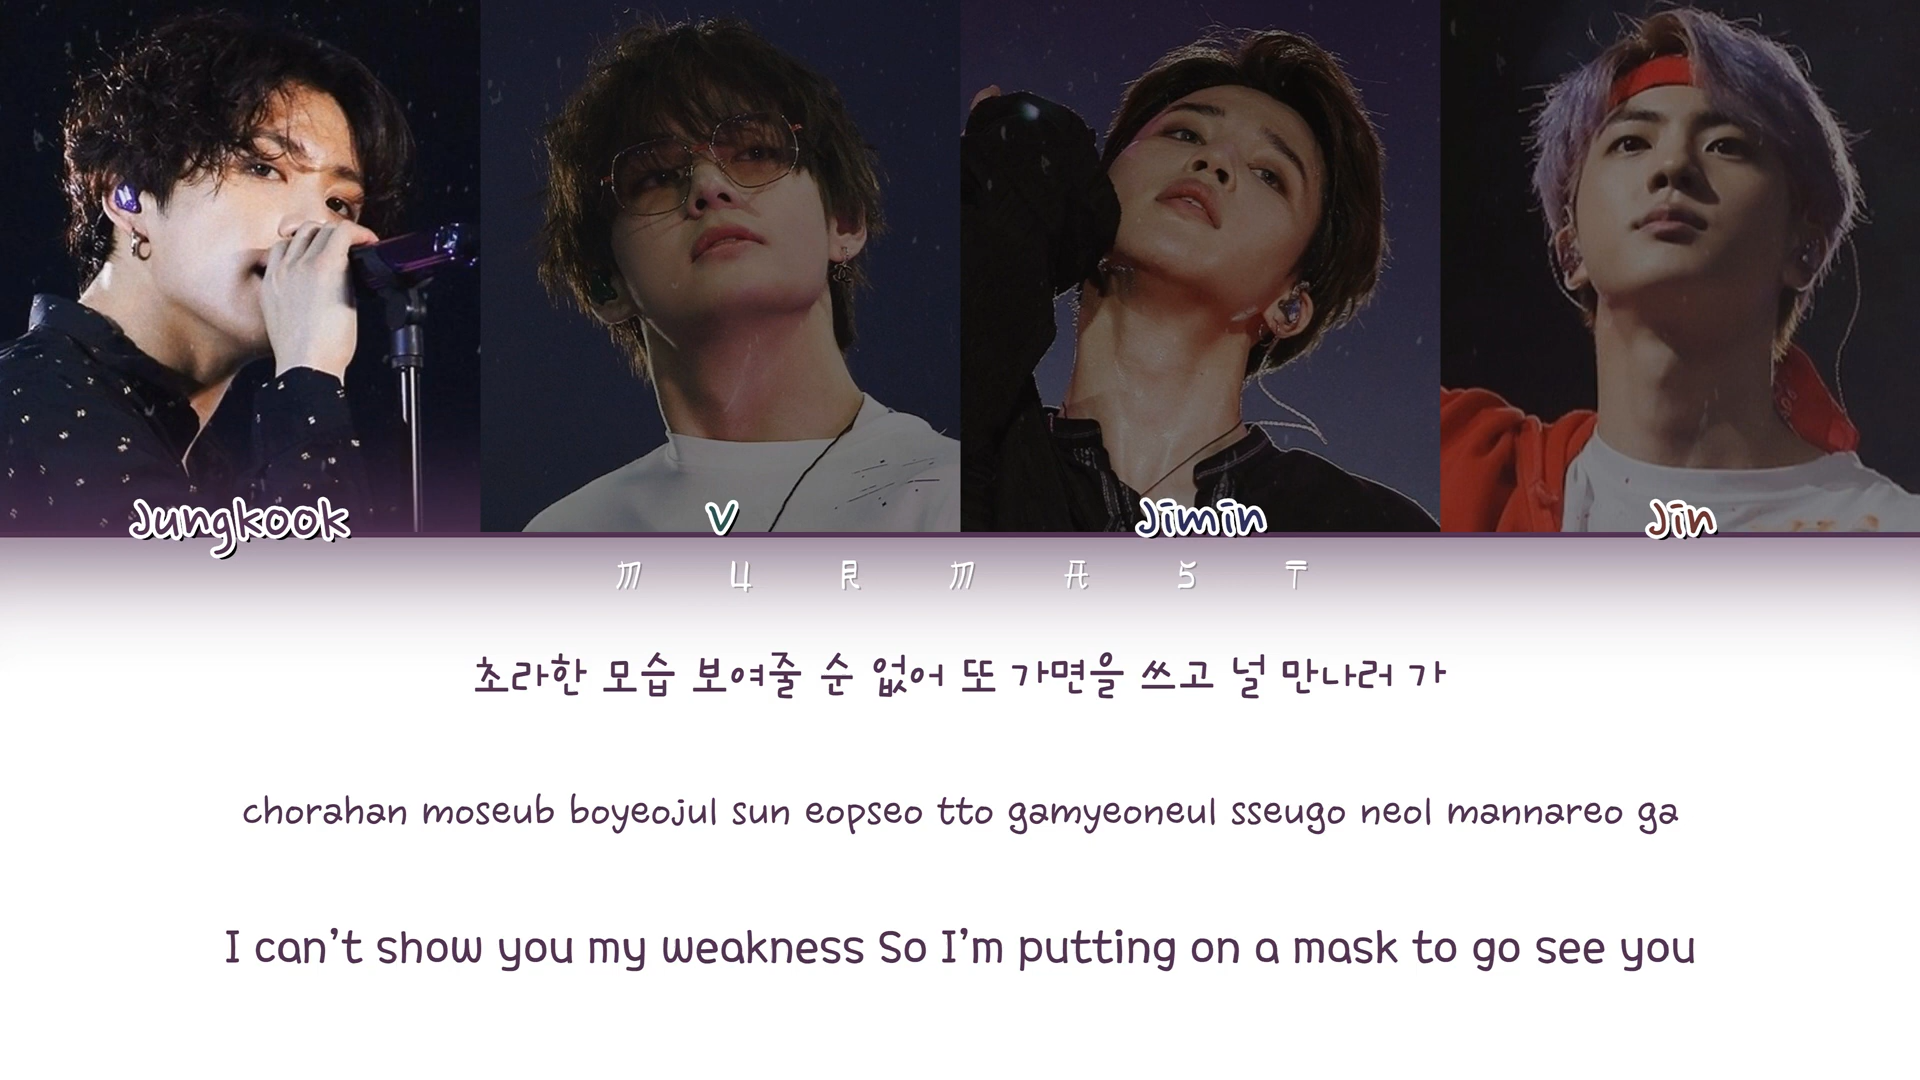 Jungkook V Jimin Jin
M U R M A S T
초라한 모습 보여줄 순 없어 또 가면을 쓰고 널 만나러 가
chorahan moseub boyeojul sun eopseo tto gamyeoneul sseugo neol mannareo ga
I can’t show you my weakness So I’m putting on a mask to go see you